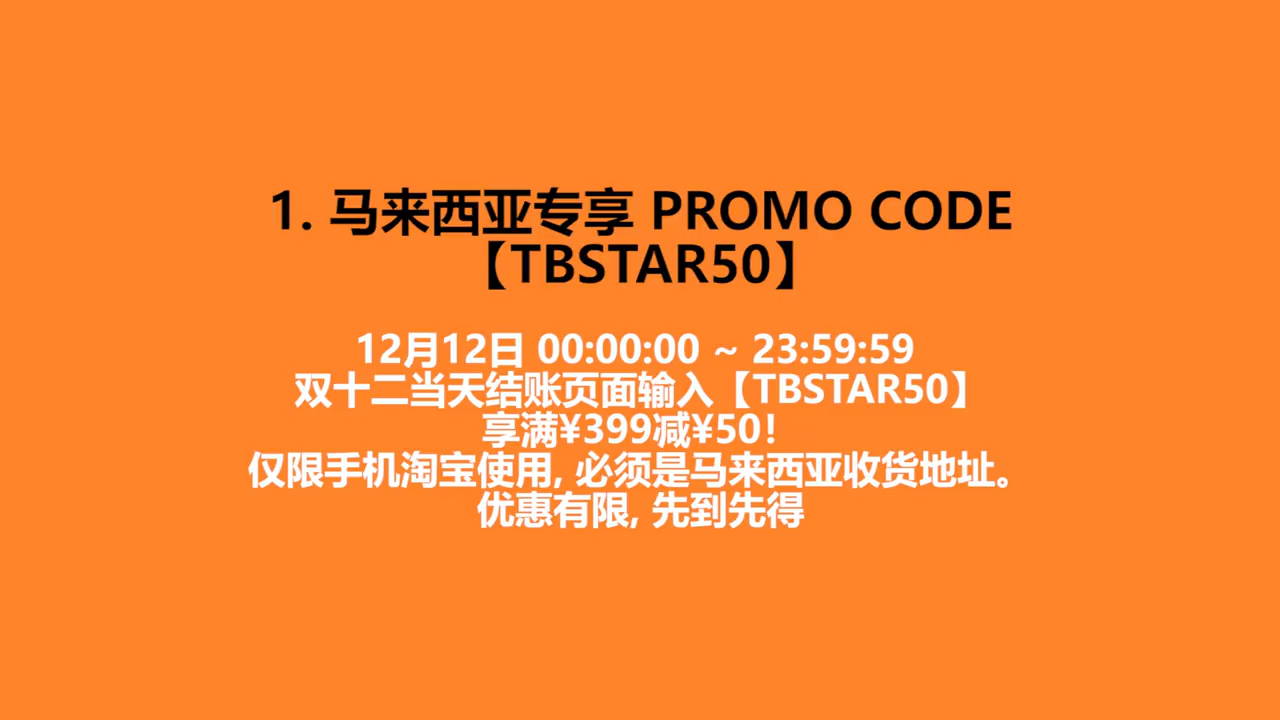 1. 马来西亚专享 PROMO CODE
【TBSTAR50】
12月12日 00:00:00 ~ 23:59:59
双十二当天结账页面输入【TBSTAR50】
享满¥399减¥50!
仅限手机淘宝使用, 必须是马来西亚收货地址。
优惠有限, 先到先得